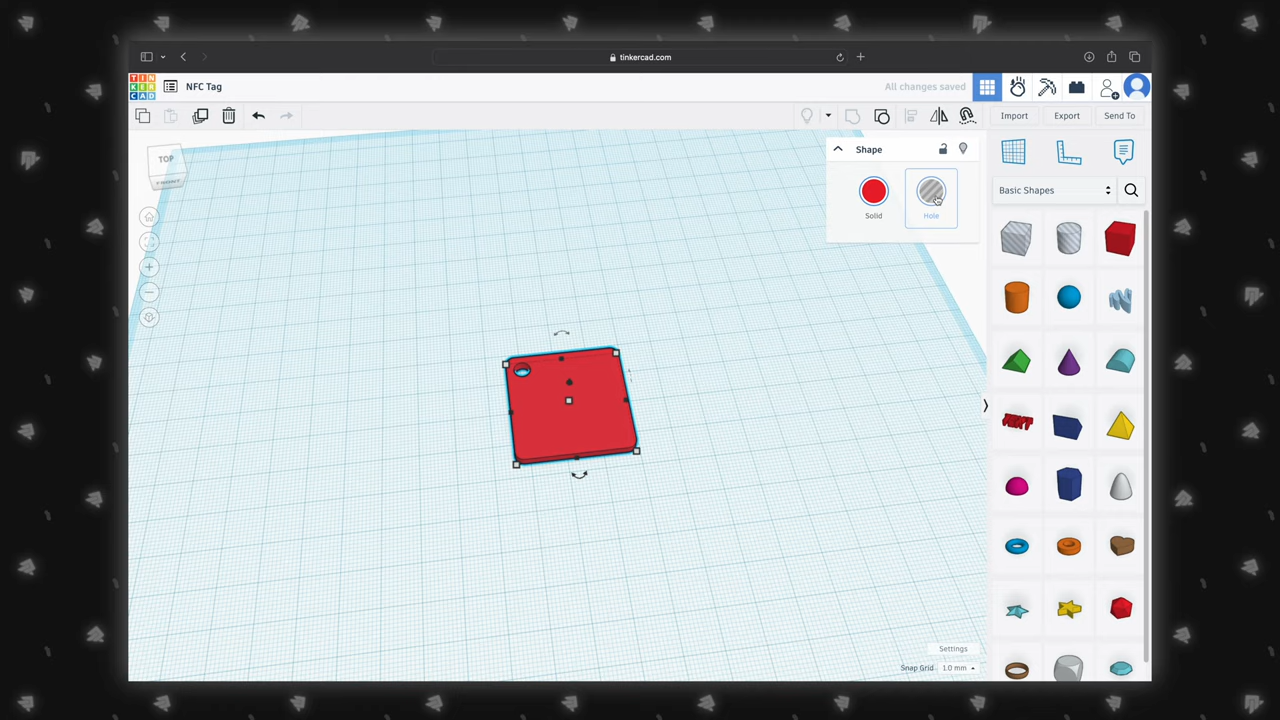 tinkercad.com
TIN
KER
CAD
NFC Tag
All changes saved
Import
Export
Send To
TOP
Shape
Solid
Hole
Basic Shapes
TEXT
Settings
Snap Grid 1.0 mm